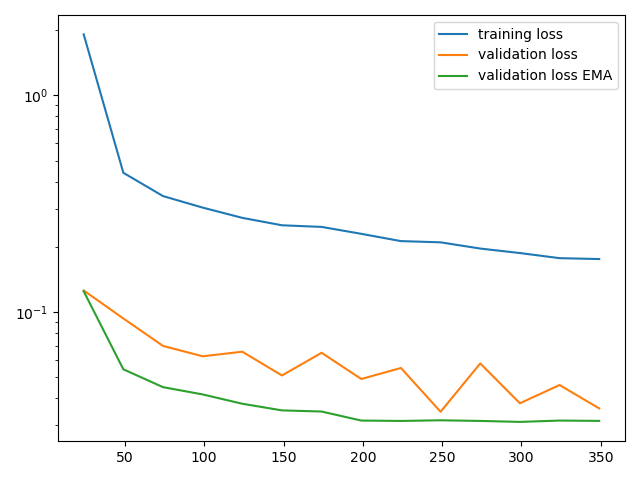 training loss
validation loss
validation loss EMA
10⁰
10⁻¹
50 100 150 200 250 300 350